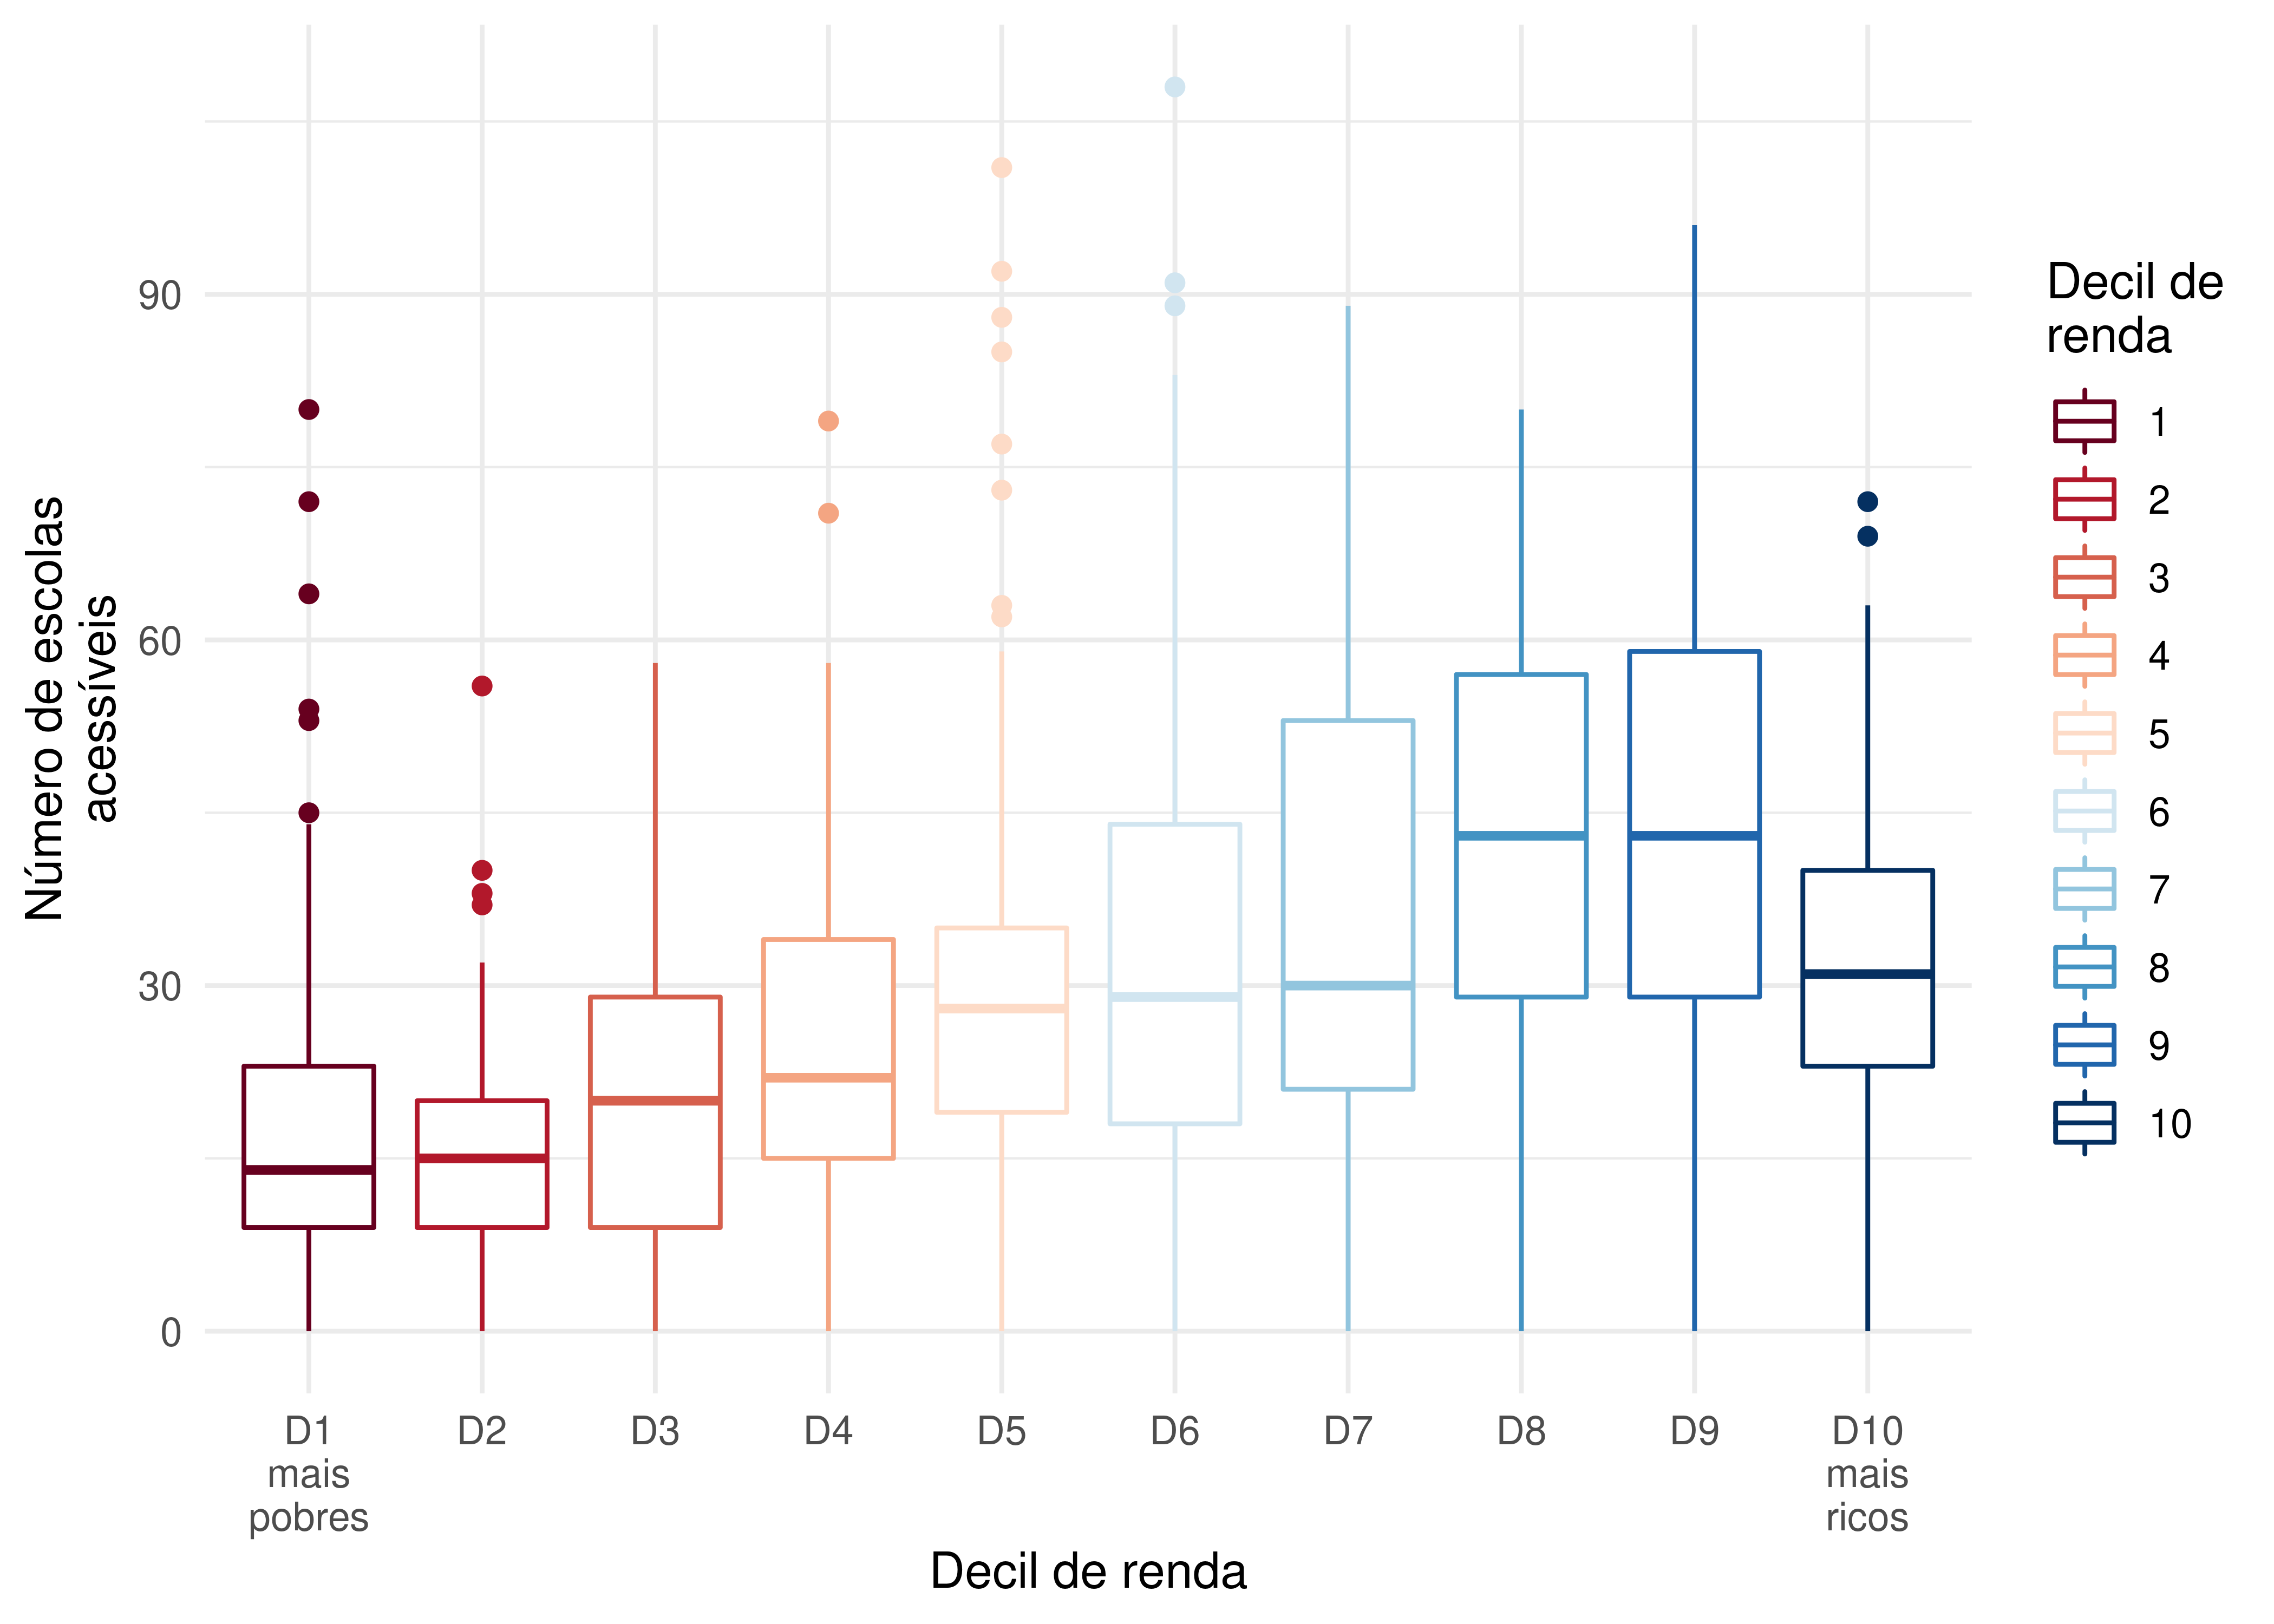 Número de escolas
acessíveis
90
60
30
0
D1
mais
pobres
D2
D3
D4
D5
D6
D7
D8
D9
D10
mais
ricos
Decil de renda
Decil de
renda
1
2
3
4
5
6
7
8
9
10